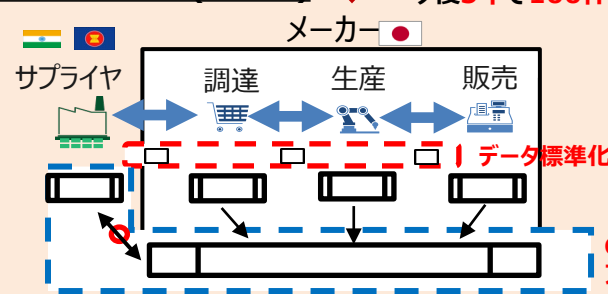 メーカー
サプライヤ
調達
生産
販売
データ標準化